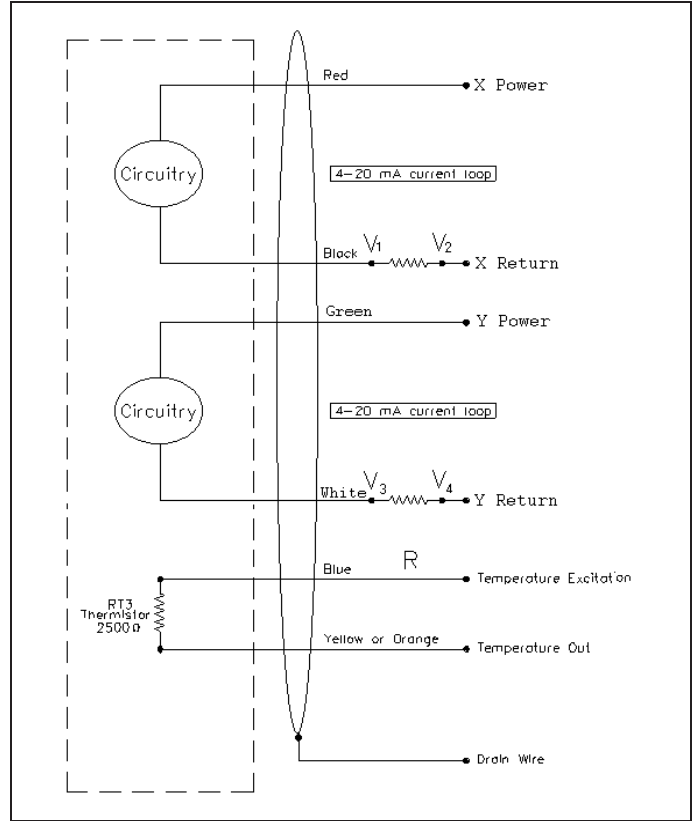 Red
X Power
Circuitry
4-20 mA current loop
Black
V1
V2
X Return
Green
Y Power
Circuitry
4-20 mA current loop
White
V3
V4
Y Return
Blue
R
Temperature Excitation
RT3
Thermistor
2500Ω
Yellow or Orange
Temperature Out
Drain Wire